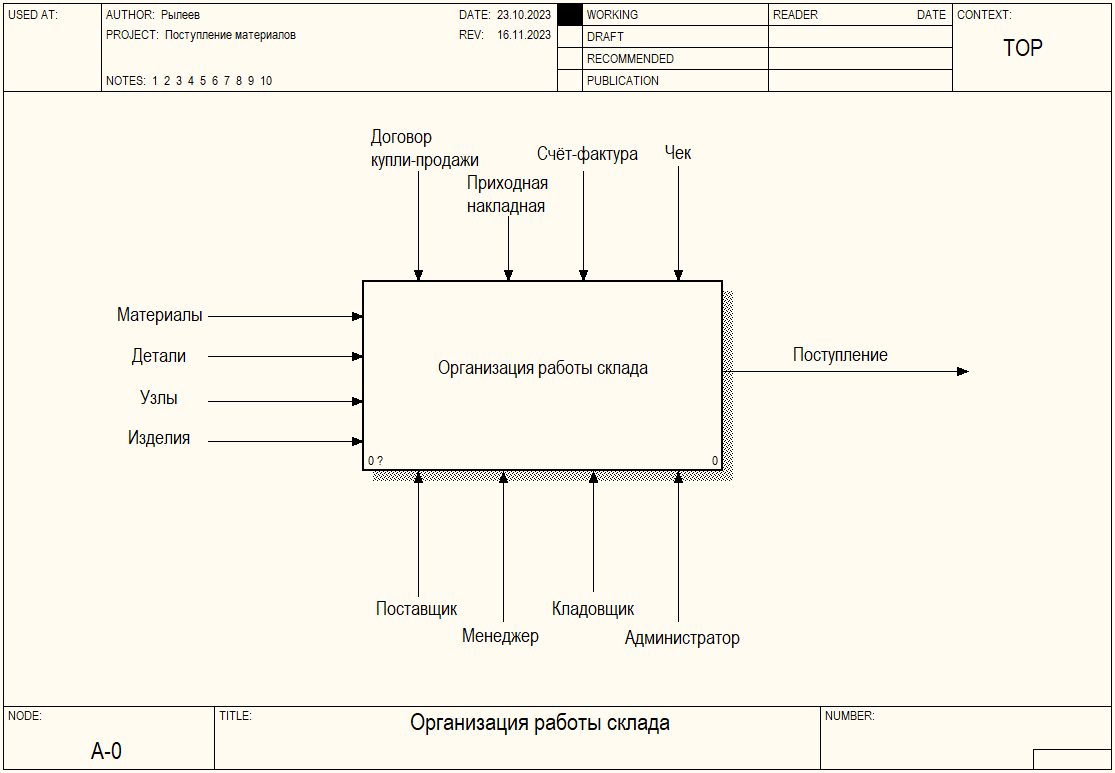 USED AT:
AUTHOR: Рылеев
DATE: 23.10.2023
PROJECT: Поступление материалов
REV: 16.11.2023
NOTES: 1 2 3 4 5 6 7 8 9 10
WORKING
DRAFT
RECOMMENDED
PUBLICATION
READER
DATE
CONTEXT:
TOP
Договор
купли-продажи
Приходная
накладная
Счёт-фактура
Чек
Материалы
Детали
Узлы
Изделия
Организация работы склада
0 ?
0
Поступление
Поставщик
Менеджер
Кладовщик
Администратор
NODE:
A-0
TITLE:
Организация работы склада
NUMBER: